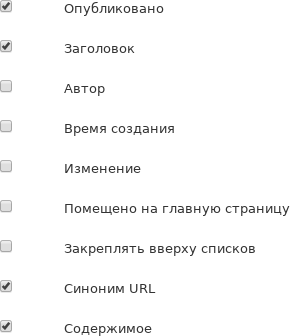 Опубликовано
Заголовок
Автор
Время создания
Изменение
Помещено на главную страницу
Закреплять вверху списков
Синоним URL
Содержимое